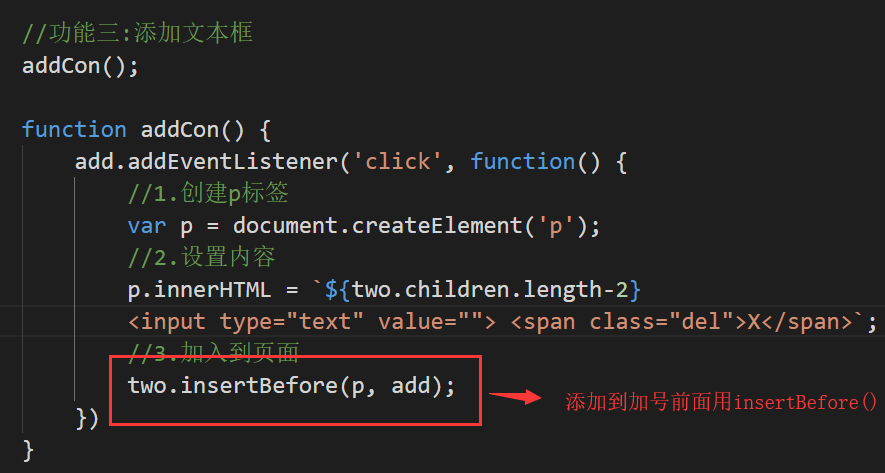 //功能三:添加文本框
addCon();
function addCon() {
add.addEventListener('click', function() {
//1.创建p标签
var p = document.createElement('p');
//2.设置内容
p.innerHTML = `${two.children.length-2}
<input type="text" value=""> <span class="del">X</span>`;
//3.加入到页面
two.insertBefore(p, add);
添加到加号前面用insertBefore()
})
}